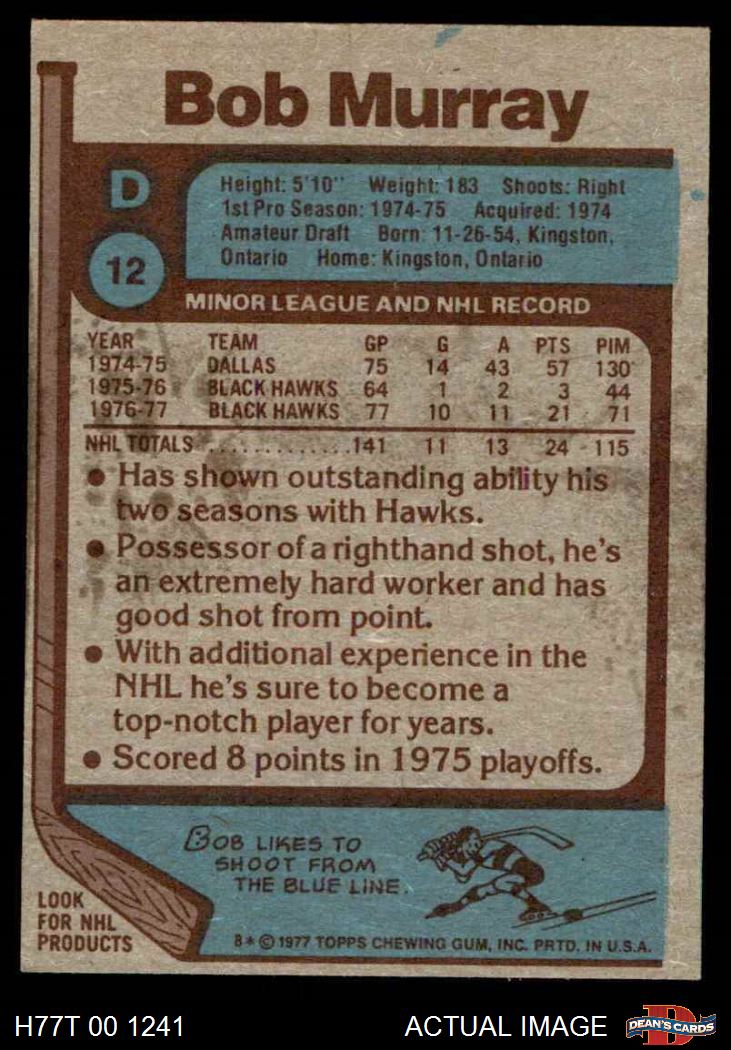 Bob Murray
D
12
Height: 5'10" Weight: 183 Shoots: Right
1st Pro Season: 1974-75 Acquired: 1974
Amateur Draft Born: 11-26-54, Kingston,
Ontario Home: Kingston, Ontario
MINOR LEAGUE AND NHL RECORD
YEAR TEAM GP G A PTS PIM
1974-75 DALLAS 75 14 43 57 130
1975-76 BLACK HAWKS 64 1 2 3 44
1976-77 BLACK HAWKS 77 10 11 21 71
NHL TOTALS ............. 141 11 13 24 115
• Has shown outstanding ability his
two seasons with Hawks.
• Possessor of a righthand shot, he's
an extremely hard worker and has
good shot from point.
• With additional experience in the
NHL he's sure to become a
top-notch player for years.
• Scored 8 points in 1975 playoffs.
BOB LIKES TO
SHOOT FROM
THE BLUE LINE.
LOOK
FOR NHL
PRODUCTS
8* © 1977 TOPPS CHEWING GUM, INC. PRTD. IN U.S.A.
H77T 00 1241 ACTUAL IMAGE
D
DEAN'S CARDS